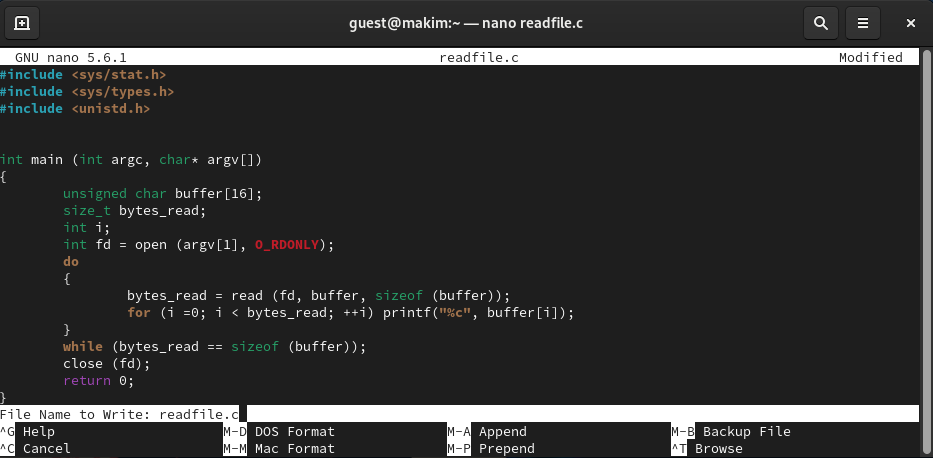 guest@makim:~ — nano readfile.c
GNU nano 5.6.1 readfile.c Modified
#include <sys/stat.h>
#include <sys/types.h>
#include <unistd.h>
int main (int argc, char* argv[])
{
unsigned char buffer[16];
size_t bytes_read;
int i;
int fd = open (argv[1], O_RDONLY);
do
{
bytes_read = read (fd, buffer, sizeof (buffer));
for (i =0; i < bytes_read; ++i) printf("%c", buffer[i]);
}
while (bytes_read == sizeof (buffer));
close (fd);
return 0;
}
File Name to Write: readfile.c
^G Help M-D DOS Format M-A Append M-B Backup File
^C Cancel M-M Mac Format M-P Prepend ^T Browse